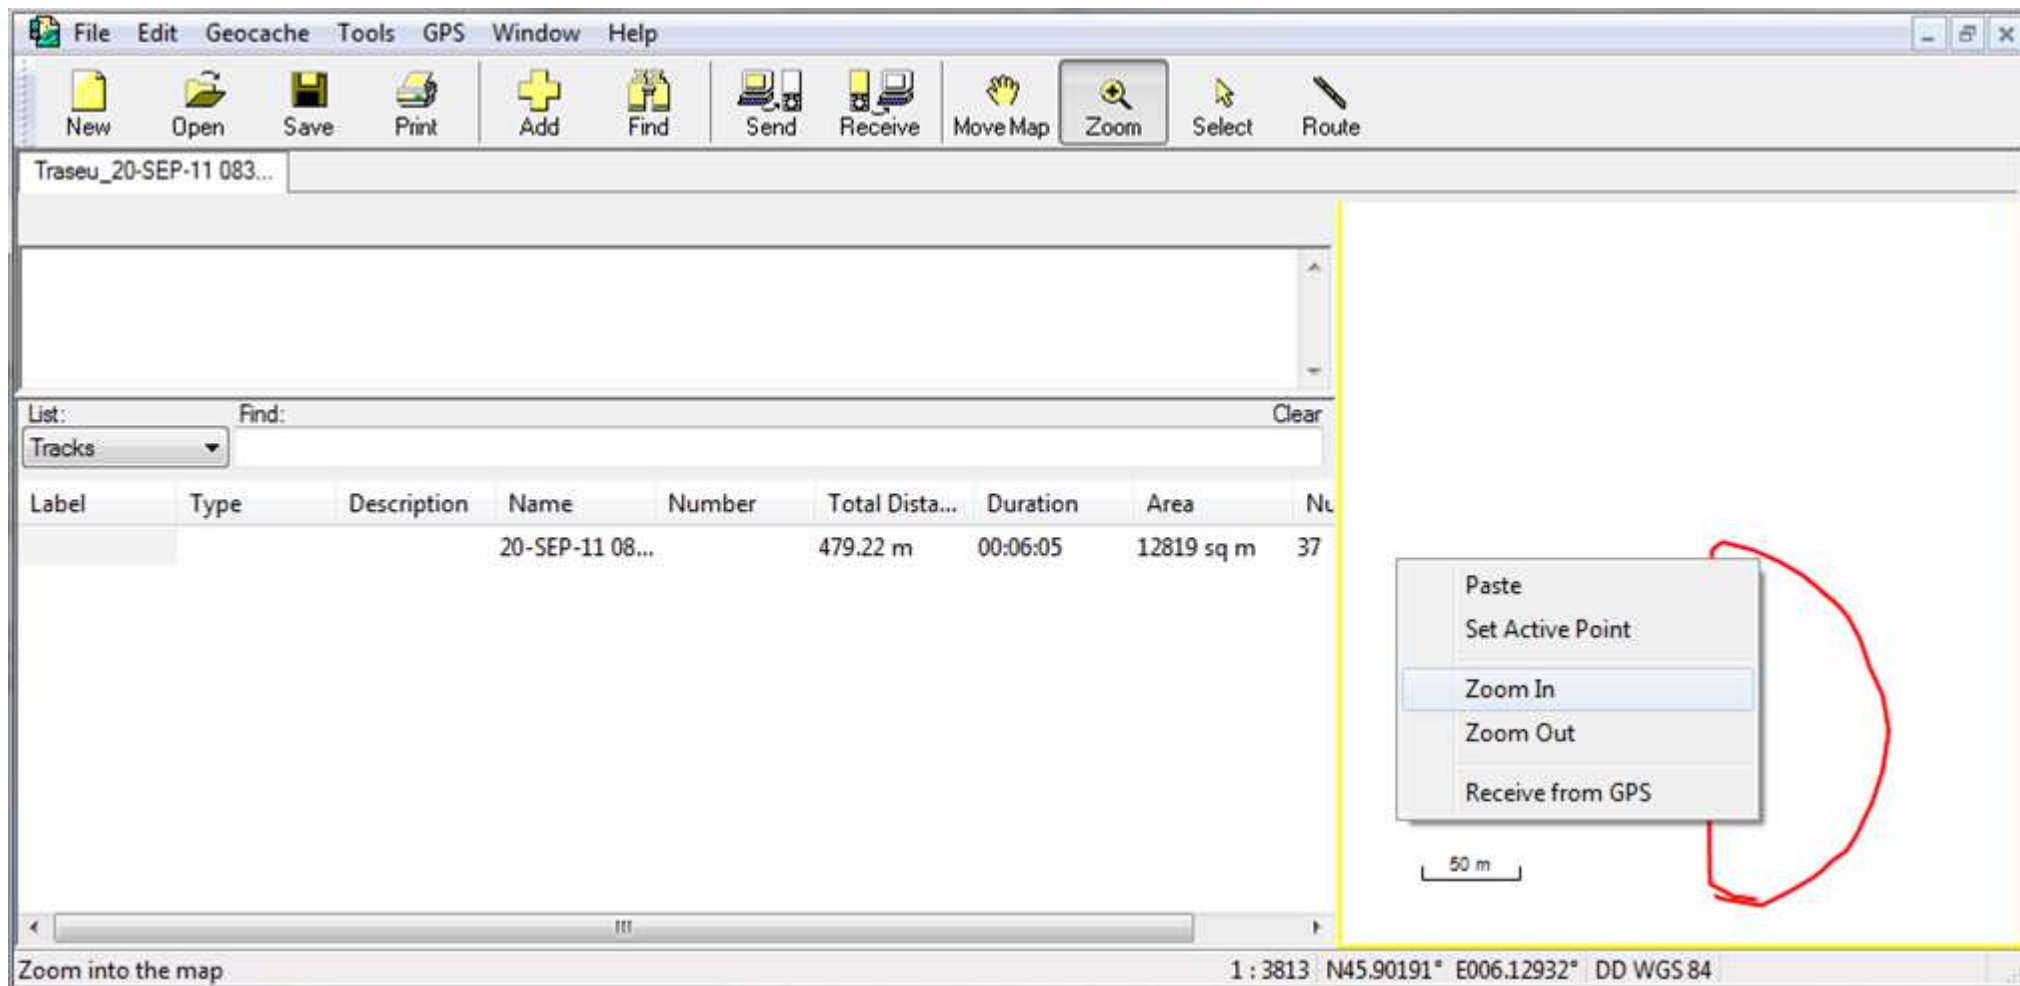 File Edit Geocache Tools GPS Window Help
New Open Save Print Add Find Send Receive Move Map Zoom Select Route
Traseu_20-SEP-11 083...
List: Find: Clear
Tracks
Label Type Description Name Number Total Dista... Duration Area Nu
20-SEP-11 08... 479.22 m 00:06:05 12819 sq m 37
Paste
Set Active Point
Zoom In
Zoom Out
Receive from GPS
50 m
Zoom into the map 1 : 3813 N45.90191° E006.12932° DD WGS 84